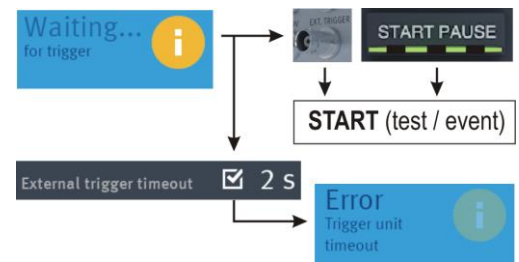 Waiting...
for trigger
EXT. TRIGGER
START PAUSE
START (test / event)
External trigger timeout 2 s
Error
Trigger unit
timeout